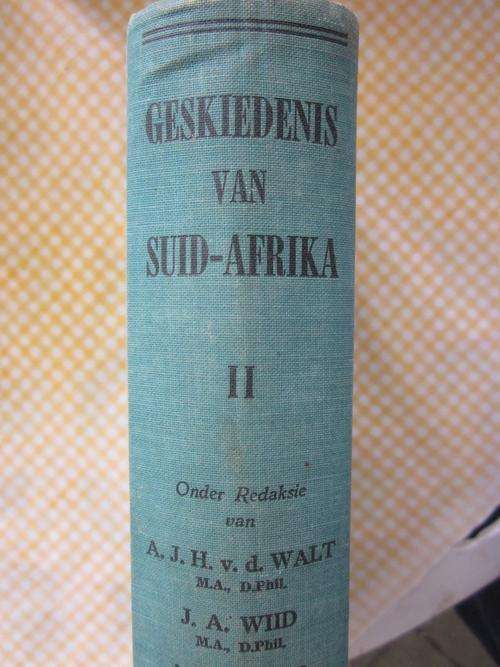 GESKIEDENIS
VAN
SUID-AFRIKA
II
Onder Redaksie
van
A. J. H. v. d. WALT
M.A., D.Phil.
J. A. WIID
M.A., D.Phil.